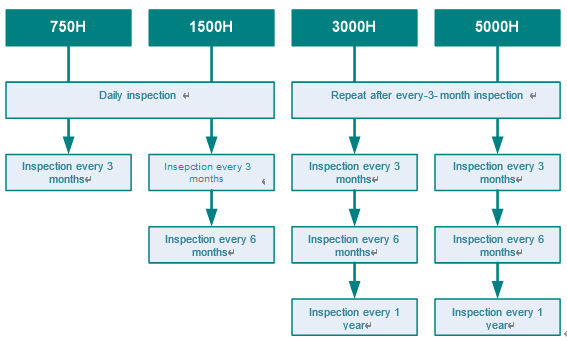 750H
1500H
3000H
5000H
Daily inspection ↵
Repeat after every-3- month inspection ↵
Inspection every 3
months↵
Insepction every 3
months ↵
Inspection every 3
months↵
Inspection every 3
months↵
Inspection every 6
months↵
Inspection every 6
months↵
Inspection every 6
months↵
Inspection every 1
year↵
Inspection every 1
year↵
↵